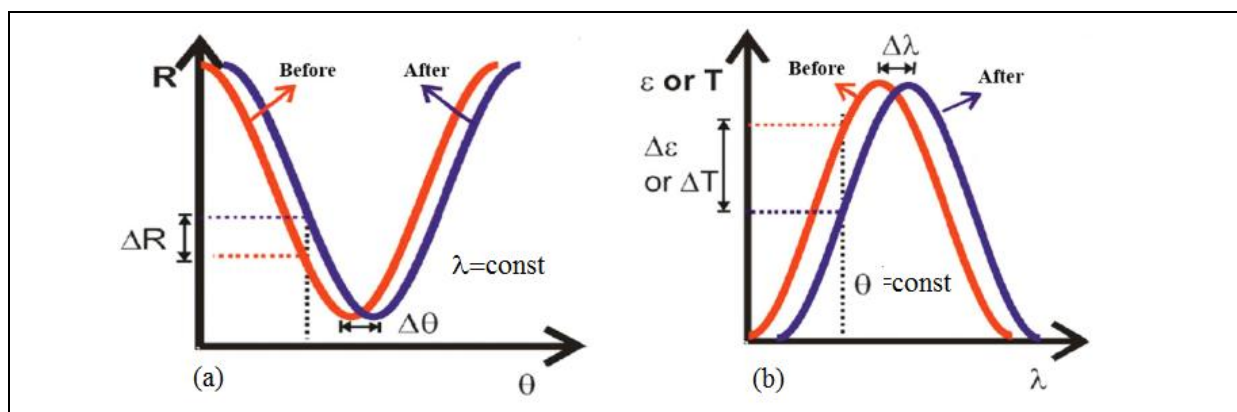 R
Before
After
ΔR
λ=const
Δθ
θ
(a)
ε or T
Before
Δλ
After
Δε
or ΔT
θ =const
(b)
λ